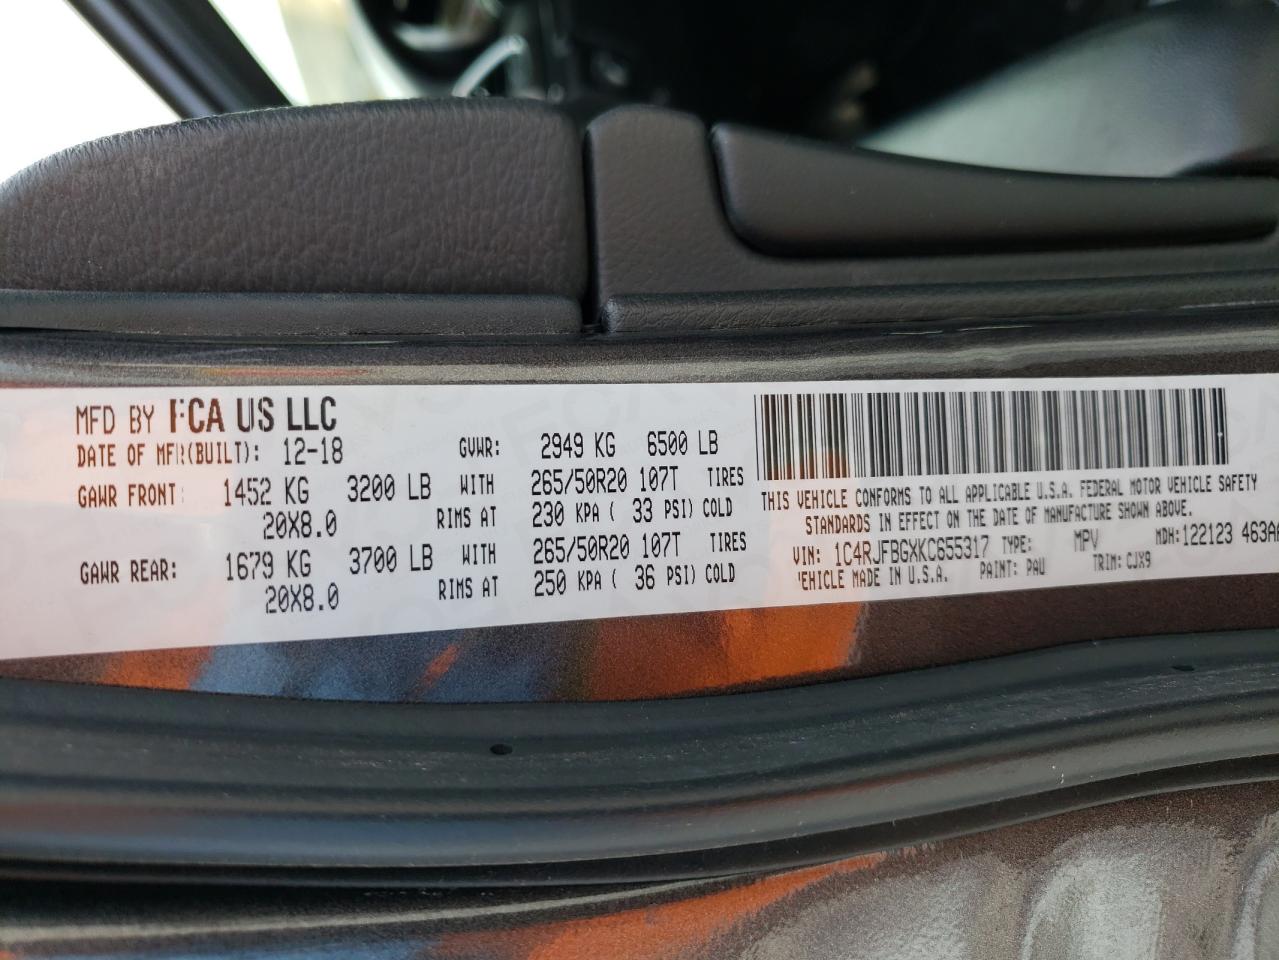 MFD BY FCA US LLC
DATE OF MFR(BUILT): 12-18 GVWR: 2949 KG 6500 LB
GAWR FRONT: 1452 KG 3200 LB WITH 265/50R20 107T TIRES
20X8.0 RIMS AT 230 KPA ( 33 PSI) COLD
GAWR REAR: 1679 KG 3700 LB WITH 265/50R20 107T TIRES
20X8.0 RIMS AT 250 KPA ( 36 PSI) COLD
THIS VEHICLE CONFORMS TO ALL APPLICABLE U.S.A. FEDERAL MOTOR VEHICLE SAFETY
STANDARDS IN EFFECT ON THE DATE OF MANUFACTURE SHOWN ABOVE.
VIN: 1C4RJFBGXKC655317 TYPE: MPV MDH: 122123 463AA
VEHICLE MADE IN U.S.A. PAINT: PAU TRIM: CJX9